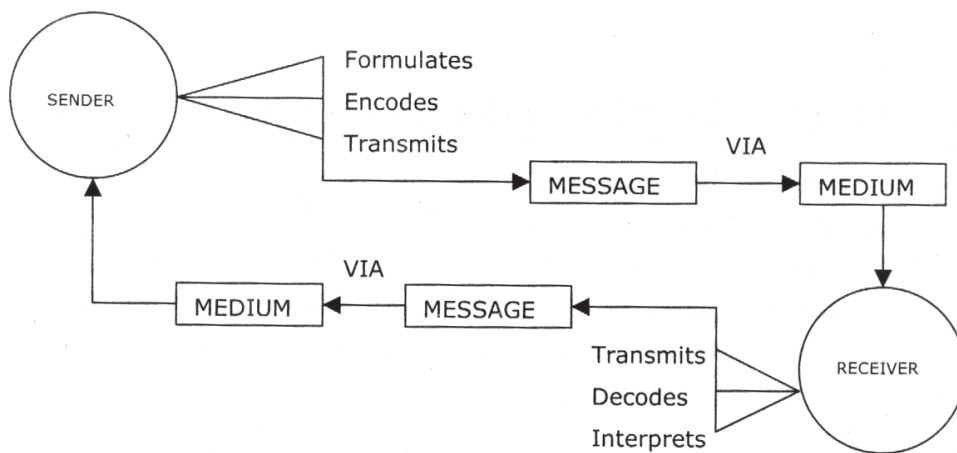 Formulates
SENDER
Encodes
Transmits
VIA
MESSAGE
MEDIUM
VIA
MEDIUM
MESSAGE
Transmits
RECEIVER
Decodes
Interprets